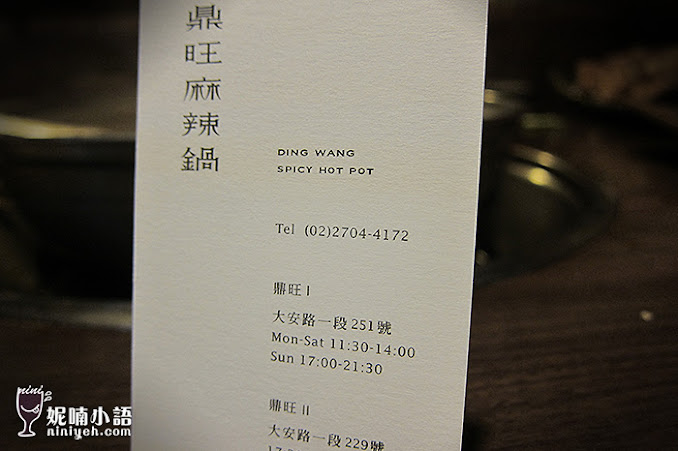 鼎旺麻辣鍋
DING WANG
SPICY HOT POT
Tel (02)2704-4172
鼎旺 I
大安路一段251號
Mon-Sat 11:30-14:00
Sun 17:00-21:30
鼎旺 II
大安路一段229號
nini
妮喃小語
niniyeh.com